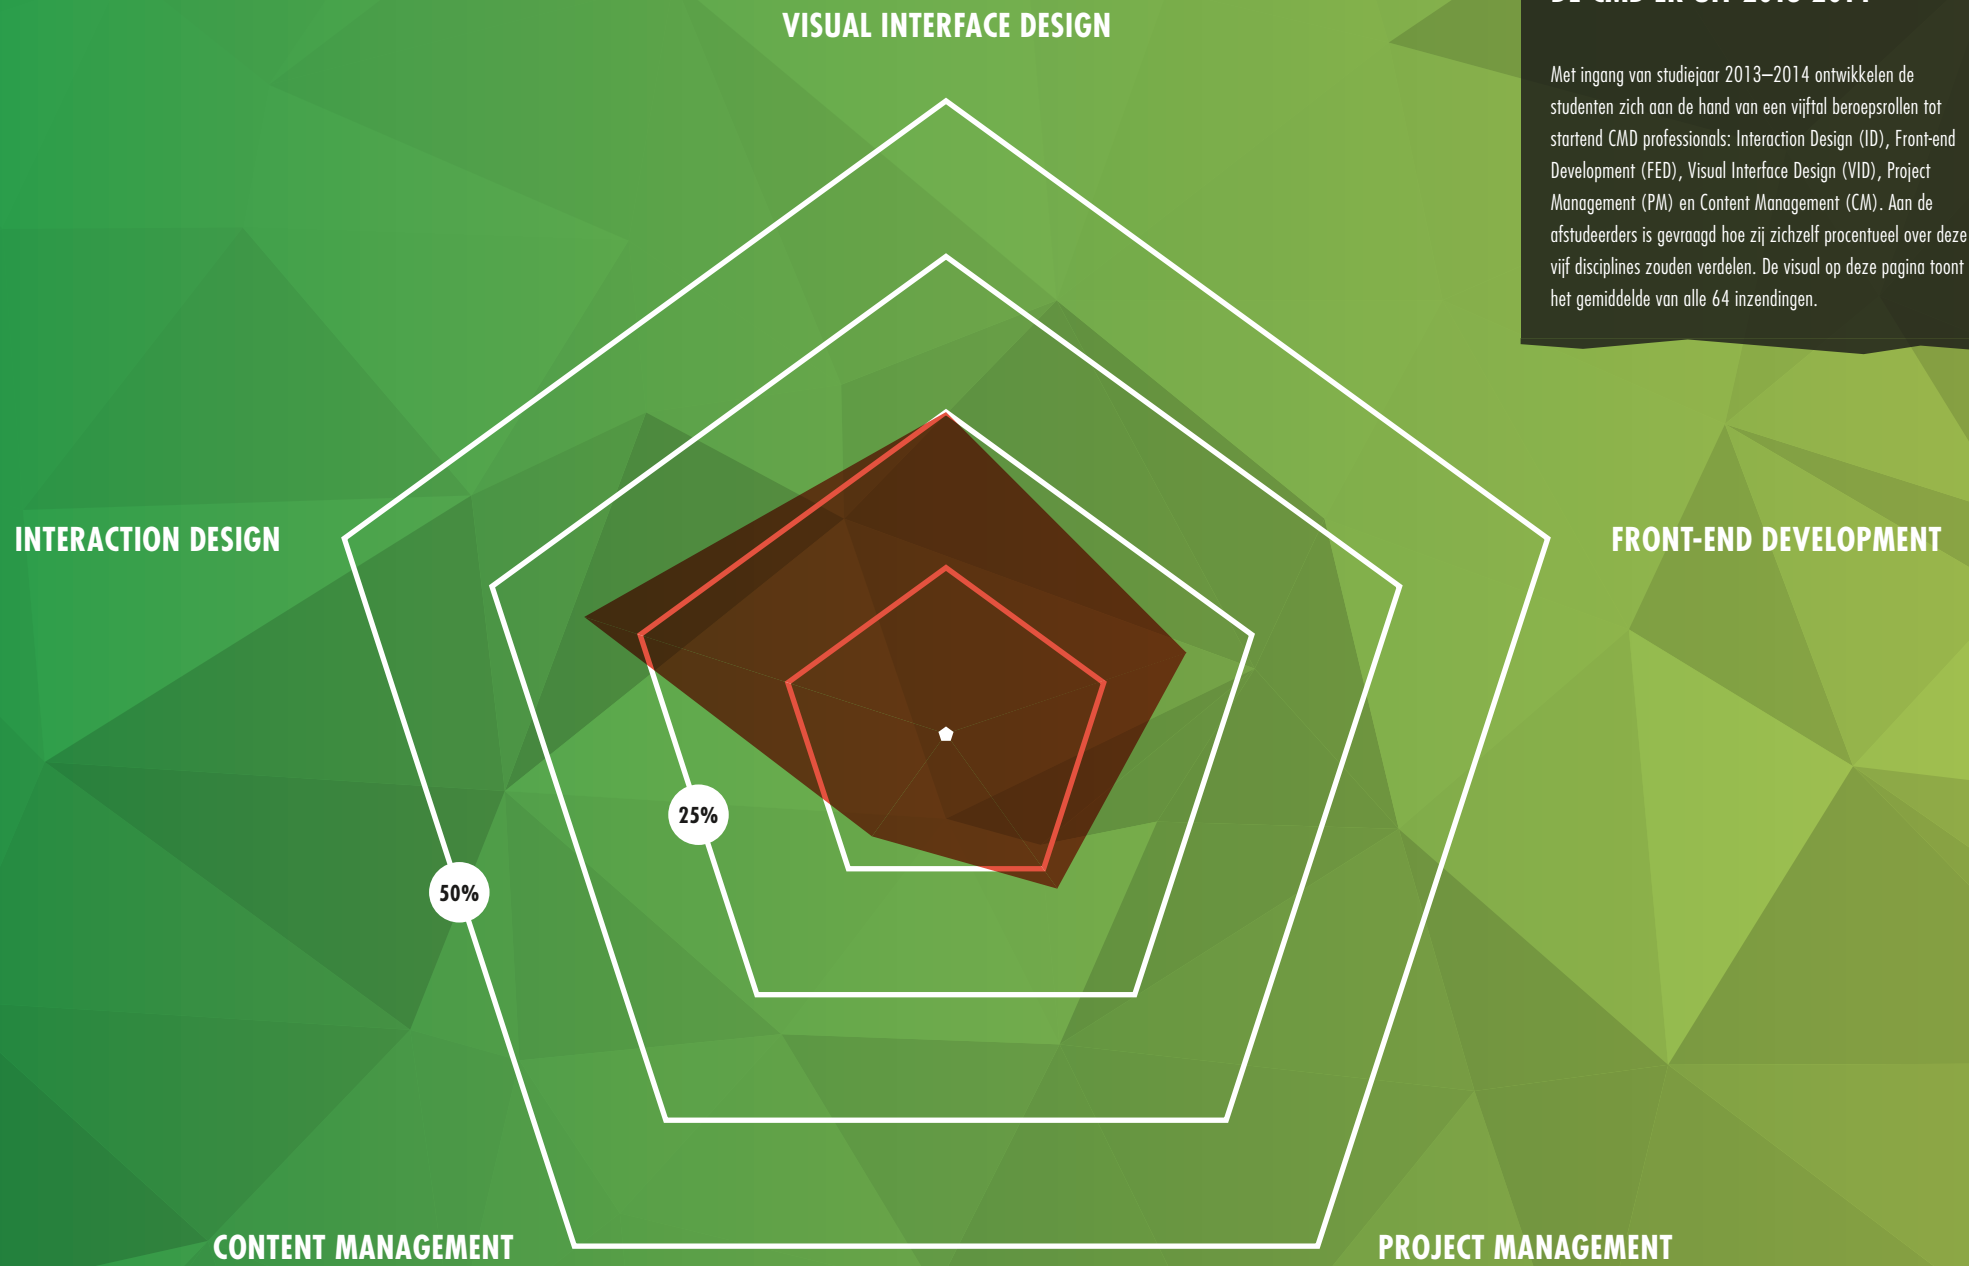 VISUAL INTERFACE DESIGN
Met ingang van studiejaar 2013–2014 ontwikkelen de
studenten zich aan de hand van een vijftal beroepsrollen tot
startend CMD professionals: Interaction Design (ID), Front-end
Development (FED), Visual Interface Design (VID), Project
Management (PM) en Content Management (CM). Aan de
afstudeerders is gevraagd hoe zij zichzelf procentueel over deze
vijf disciplines zouden verdelen. De visual op deze pagina toont
het gemiddelde van alle 64 inzendingen.
INTERACTION DESIGN
FRONT-END DEVELOPMENT
25%
50%
CONTENT MANAGEMENT
PROJECT MANAGEMENT